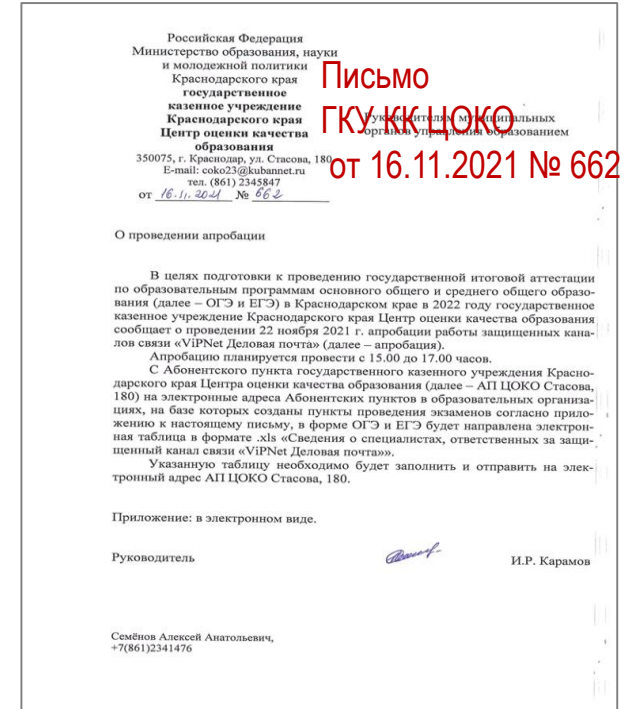 Российская Федерация
Министерство образования, науки
и молодежной политики
Краснодарского края
государственное
казенное учреждение
Краснодарского края
Центр оценки качества
образования
350075, г. Краснодар, ул. Стасова, 180
E-mail: coko23@kubannet.ru
тел. (861) 2345847
от 16.11.2021 № 662
Письмо
ГКУ КК ЦОКО
от 16.11.2021 № 662
Руководителям муниципальных
органов управления образованием
О проведении апробации
В целях подготовки к проведению государственной итоговой аттестации
по образовательным программам основного общего и среднего общего образо-
вания (далее – ОГЭ и ЕГЭ) в Краснодарском крае в 2022 году государственное
казенное учреждение Краснодарского края Центр оценки качества образования
сообщает о проведении 22 ноября 2021 г. апробации работы защищенных кана-
лов связи «ViPNet Деловая почта» (далее – апробация).
Апробацию планируется провести с 15.00 до 17.00 часов.
С Абонентского пункта государственного казенного учреждения Красно-
дарского края Центра оценки качества образования (далее – АП ЦОКО Стасова,
180) на электронные адреса Абонентских пунктов в образовательных организа-
циях, на базе которых созданы пункты проведения экзаменов согласно прило-
жению к настоящему письму, в форме ОГЭ и ЕГЭ будет направлена электрон-
ная таблица в формате .xls «Сведения о специалистах, ответственных за защи-
щенный канал связи «ViPNet Деловая почта»».
Указанную таблицу необходимо будет заполнить и отправить на элек-
тронный адрес АП ЦОКО Стасова, 180.
Приложение: в электронном виде.
Руководитель
И.Р. Карамов
Семёнов Алексей Анатольевич,
+7(861)2341476